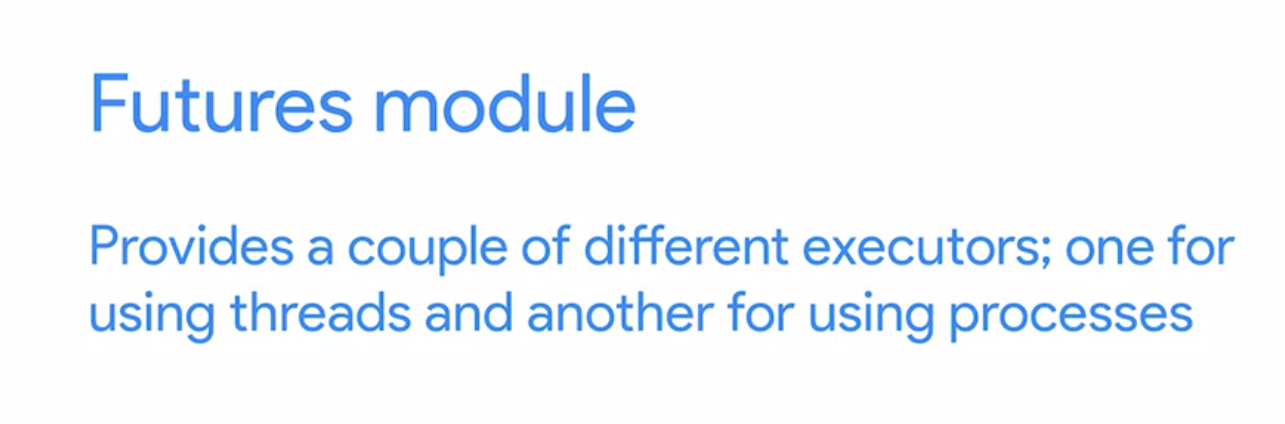 Futures module
Provides a couple of different executors; one for
using threads and another for using processes